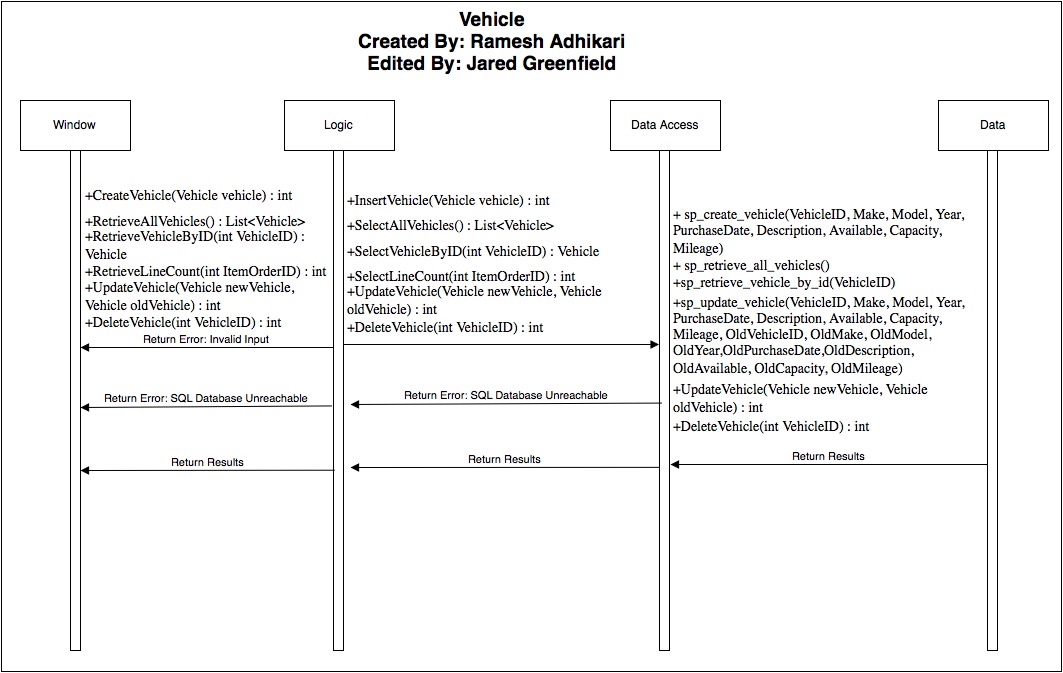 Vehicle
Created By: Ramesh Adhikari
Edited By: Jared Greenfield
Window
Logic
Data Access
Data
+CreateVehicle(Vehicle vehicle) : int
+RetrieveAllVehicles() : List<Vehicle>
+RetrieveVehicleByID(int VehicleID) :
Vehicle
+RetrieveLineCount(int ItemOrderID) : int
+UpdateVehicle(Vehicle newVehicle,
Vehicle oldVehicle) : int
+DeleteVehicle(int VehicleID) : int
Return Error: Invalid Input
Return Error: SQL Database Unreachable
Return Results
+InsertVehicle(Vehicle vehicle) : int
+SelectAllVehicles() : List<Vehicle>
+SelectVehicleByID(int VehicleID) : Vehicle
+SelectLineCount(int ItemOrderID) : int
+UpdateVehicle(Vehicle newVehicle, Vehicle
oldVehicle) : int
+DeleteVehicle(int VehicleID) : int
Return Error: SQL Database Unreachable
Return Results
+ sp_create_vehicle(VehicleID, Make, Model, Year,
PurchaseDate, Description, Available, Capacity,
Mileage)
+ sp_retrieve_all_vehicles()
+sp_retrieve_vehicle_by_id(VehicleID)
+sp_update_vehicle(VehicleID, Make, Model, Year,
PurchaseDate, Description, Available, Capacity,
Mileage, OldVehicleID, OldMake, OldModel,
OldYear,OldPurchaseDate,OldDescription,
OldAvailable, OldCapacity, OldMileage)
+UpdateVehicle(Vehicle newVehicle, Vehicle
oldVehicle) : int
+DeleteVehicle(int VehicleID) : int
Return Results